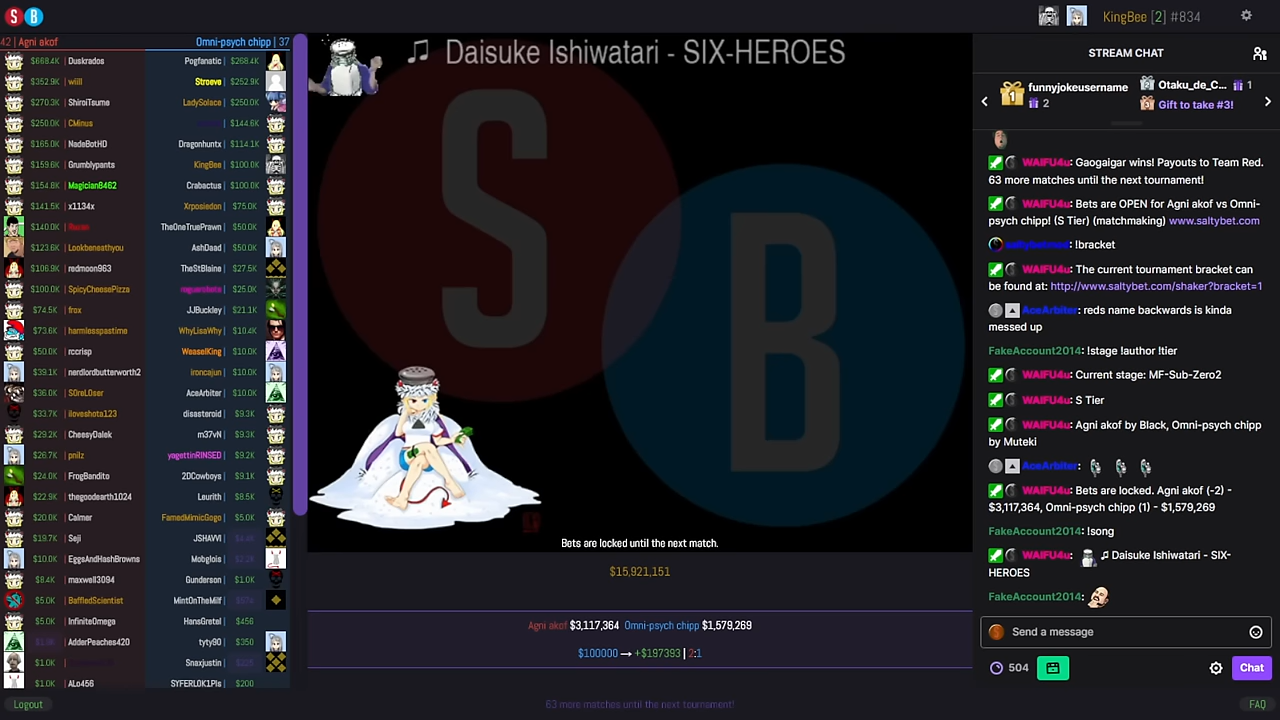 S B
KingBee [2] #834
42 | Agni akof
Omni-psych chipp | 37
$668.4K | Duskrados
Pogfanatic | $268.4K
$352.9K | wiill
Stroeve | $252.9K
$270.3K | ShiroiTsume
LadySolace | $250.0K
$250.0K | CMinus
| $144.6K
$165.0K | NadeBotHD
Dragonhuntx | $114.1K
$159.6K | Grumblypants
KingBee | $100.0K
$154.8K | Magician8462
Crabactus | $100.0K
$141.5K | x1134x
Xrposiedon | $75.0K
$140.0K |
TheOneTruePrawn | $50.0K
$123.6K | Lookbeneathyou
AshDaad | $50.0K
$106.9K | redmoon963
TheStBlaine | $27.5K
$100.0K | SpicyCheesePizza
| $25.0K
$74.5K | frox
JJBuckley | $21.1K
$73.6K | harmlesspastime
WhyLisaWhy | $10.4K
$50.0K | rccrisp
WeaselKing | $10.0K
$39.1K | nerdlordbutterworth2
ironcajun | $10.0K
$36.0K | S0reL0ser
AceArbiter | $10.0K
$33.7K | iloveshota123
disasteroid | $9.3K
$29.2K | CheesyDalek
m37vN | $9.3K
$26.7K | pnilz
yogettinRINSED | $9.2K
$24.0K | FrogBandito
2DCowboys | $9.1K
$22.9K | thegoodearth1024
Leurith | $8.5K
$20.0K | Calmer
FamedMimicGogo | $5.0K
$19.7K | Seji
JSHAVVI |
$10.0K | EggsAndHashBrowns
Mobglois |
$8.4K | maxwell3094
Gunderson | $1.0K
$5.0K | BaffledScientist
MintOnTheMilf |
$5.0K | InfiniteOmega
HansGretel | $456
| AdderPeaches420
tyty90 | $350
$1.0K |
Snaxjustin |
$1.0K | ALo456
SYFERLOK1Pls | $200
Logout
♫ Daisuke Ishiwatari - SIX-HEROES
S
B
Bets are locked until the next match.
$15,921,151
Agni akof $3,117,364 Omni-psych chipp $1,579,269
$100000 → +$197393 | 2:1
63 more matches until the next tournament!
STREAM CHAT
1 funnyjokeusername
2
Otaku_de_C... 1
Gift to take #3!
WAIFU4u: Gaogaigar wins! Payouts to Team Red.
63 more matches until the next tournament!
WAIFU4u: Bets are OPEN for Agni akof vs Omni-
psych chipp! (S Tier) (matchmaking) www.saltybet.com
: !bracket
WAIFU4u: The current tournament bracket can
be found at: http://www.saltybet.com/shaker?bracket=1
AceArbiter: reds name backwards is kinda
messed up
FakeAccount2014: !stage !author !tier
WAIFU4u: Current stage: MF-Sub-Zero2
WAIFU4u: S Tier
WAIFU4u: Agni akof by Black, Omni-psych chipp
by Muteki
AceArbiter:
WAIFU4u: Bets are locked. Agni akof (-2) -
$3,117,364, Omni-psych chipp (1) - $1,579,269
FakeAccount2014: !song
WAIFU4u: ♫ Daisuke Ishiwatari - SIX-
HEROES
FakeAccount2014:
Send a message
504
Chat
FAQ